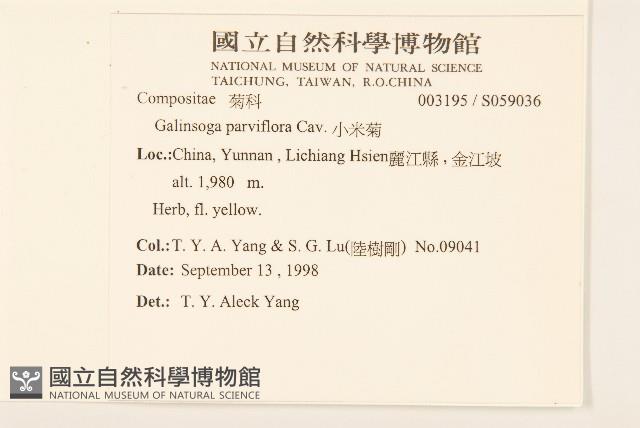 國立自然科學博物館
NATIONAL MUSEUM OF NATURAL SCIENCE
TAICHUNG, TAIWAN, R.O.CHINA
Compositae 菊科 003195 / S059036
Galinsoga parviflora Cav. 小米菊
Loc.:China, Yunnan , Lichiang Hsien麗江縣，金江坡
alt. 1,980 m.
Herb, fl. yellow.
Col.: T. Y. A. Yang & S. G. Lu(陸樹剛) No.09041
Date: September 13 , 1998
Det.: T. Y. Aleck Yang
國立自然科學博物館
NATIONAL MUSEUM OF NATURAL SCIENCE